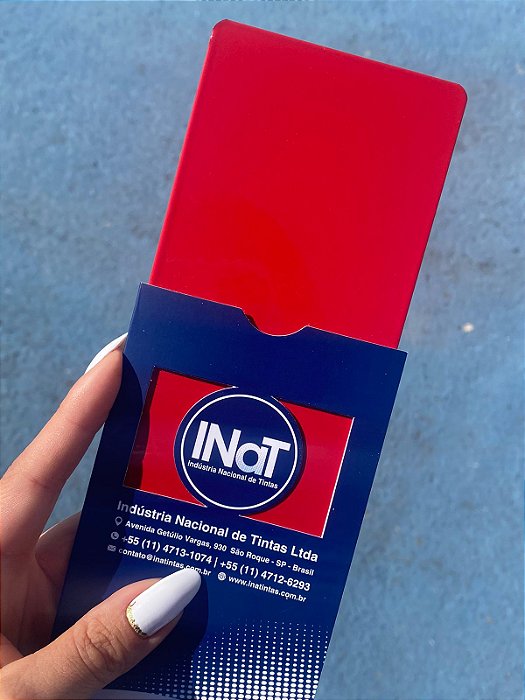 INaT
Indústria Nacional de Tintas
Indústria Nacional de Tintas Ltda
Avenida Getúlio Vargas, 930 São Roque - SP - Brasil
+55 (11) 4713-1074 | +55 (11) 4712-6293
contato@inatintas.com.br www.inatintas.com.br